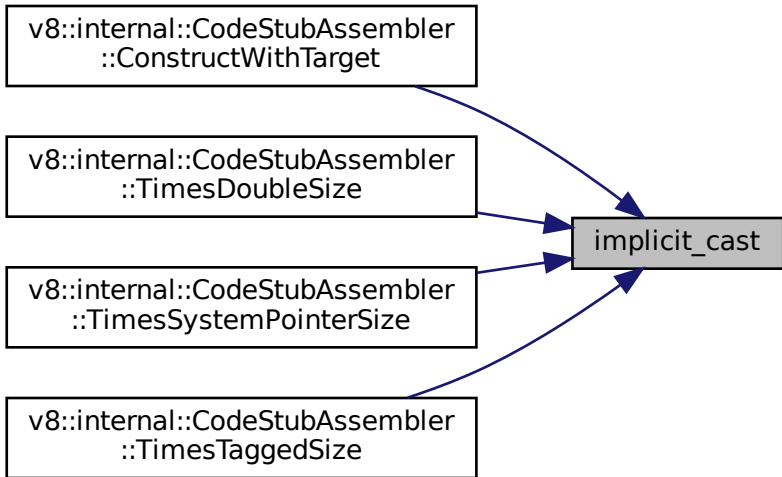 v8::internal::CodeStubAssembler
::ConstructWithTarget
v8::internal::CodeStubAssembler
::TimesDoubleSize
implicit_cast
v8::internal::CodeStubAssembler
::TimesSystemPointerSize
v8::internal::CodeStubAssembler
::TimesTaggedSize